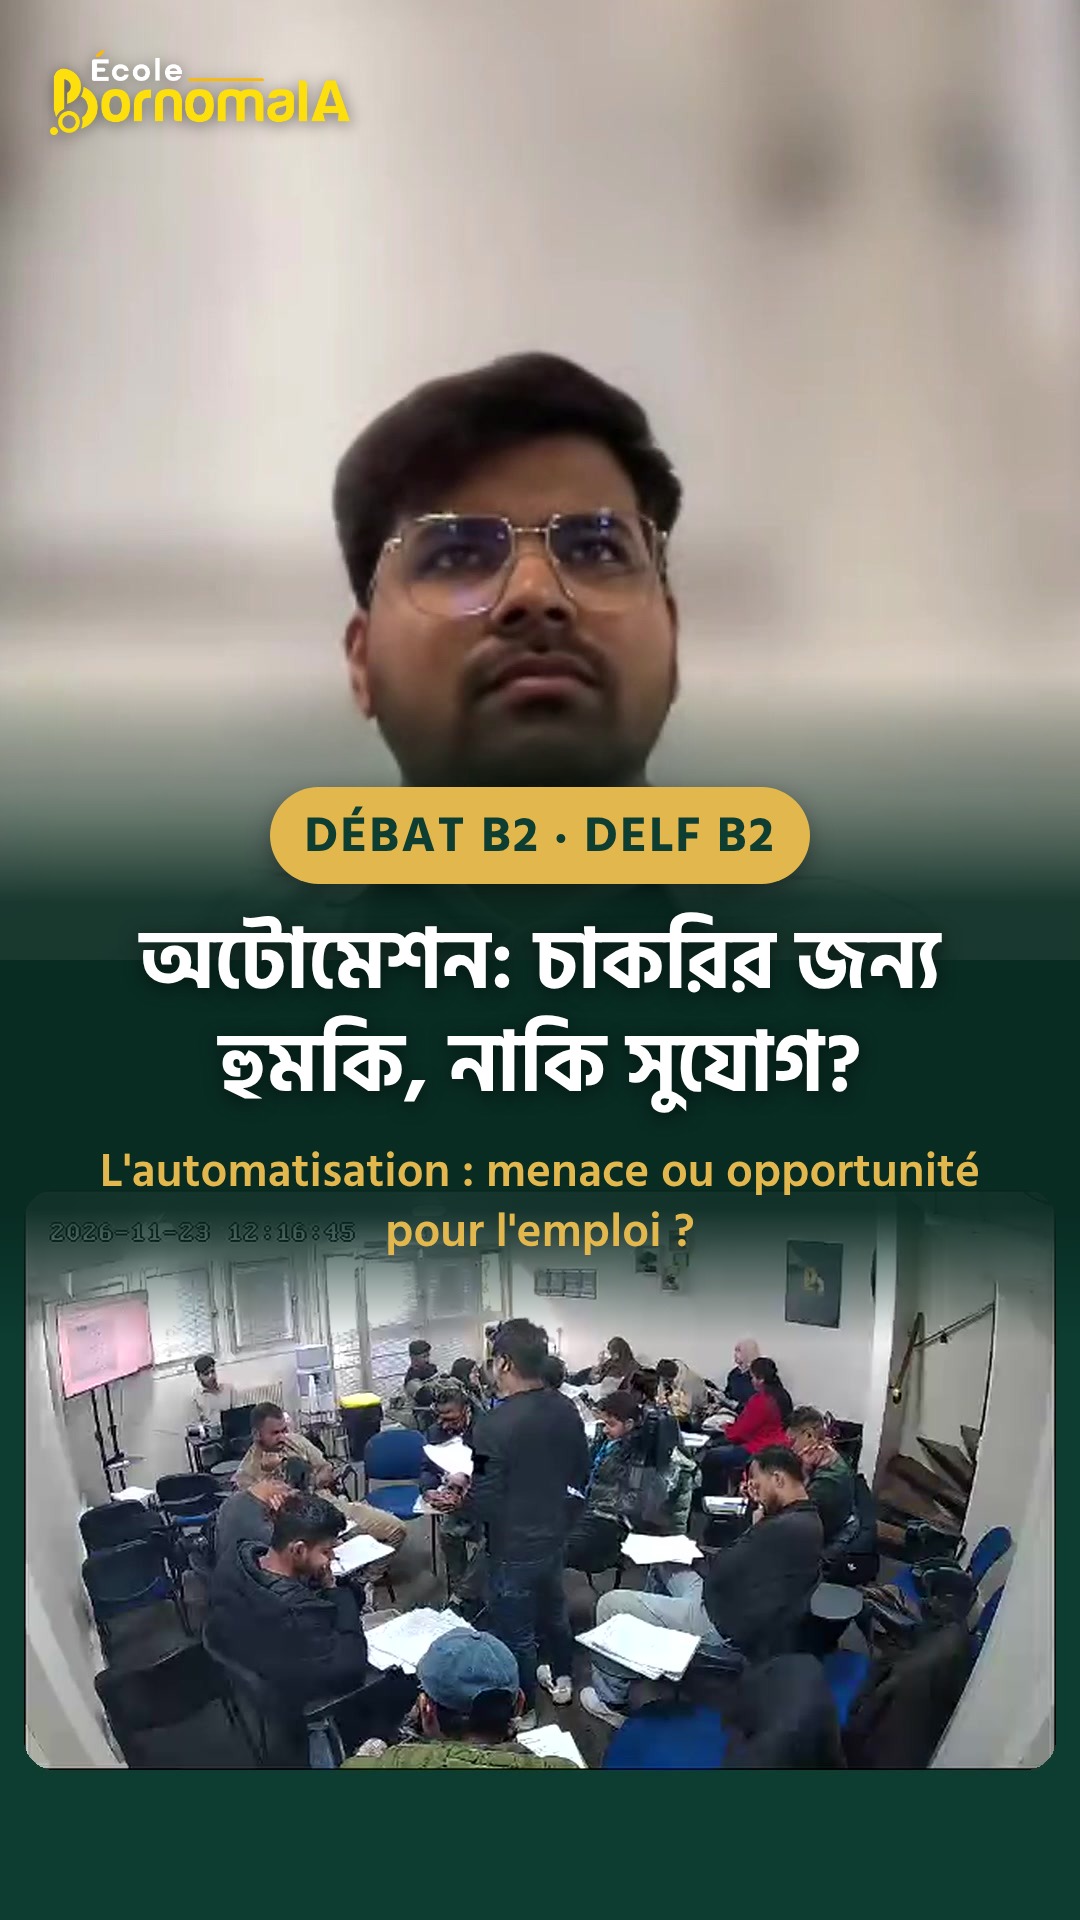 École
BornomalA
DÉBAT B2 · DELF B2
অটোমেশন: চাকরির জন্য
হুমকি, নাকি সুযোগ?
L'automatisation : menace ou opportunité
pour l'emploi ?
2026-11-23 12:16:45